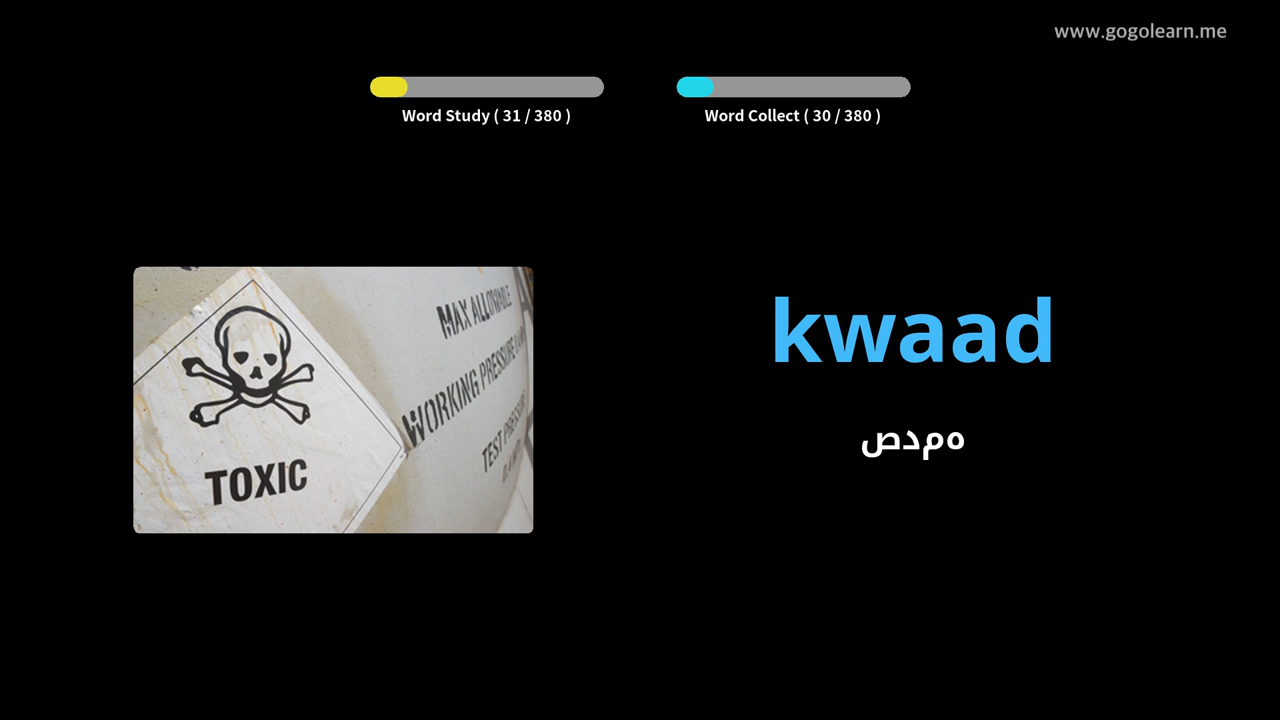 www.gogolearn.me
Word Study ( 31 / 380 )
Word Collect ( 30 / 380 )
MAX ALLOWABLE
WORKING PRESSURE
TEST PRESSURE
TOXIC
kwaad
همدص